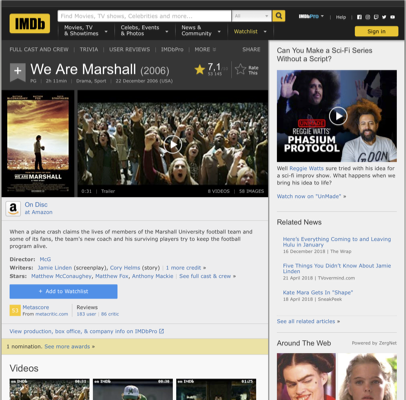 IMDb
Find Movies, TV shows, Celebrities and more...
All
IMDbPro
Help
Movies, TV & Showtimes
Celebs, Events & Photos
News & Community
Watchlist
Sign in
FULL CAST AND CREW | TRIVIA | USER REVIEWS | IMDbPro | MORE
SHARE
We Are Marshall (2006)
7,1
Rate This
PG | 2h 11min | Drama, Sport | 22 December 2006 (USA)
WE ARE MARSHALL
0:31 | Trailer
9 VIDEOS | 58 IMAGES
a
On Disc
at Amazon
When a plane crash claims the lives of members of the Marshall University football team and
some of its fans, the team's new coach and his surviving players try to keep the football
program alive.
Director: McG
Writers: Jamie Linden (screenplay), Cory Helms (story) | 1 more credit »
Stars: Matthew McConaughey, Matthew Fox, Anthony Mackie | See full cast & crew »
+ Add to Watchlist
Metascore
From metacritic.com
Reviews
183 user | 86 critic
View production, box office, & company info on IMDbPro
1 nomination. See more awards »
Videos
Can You Make a Sci-Fi Series
Without a Script?
REGGIE WATTS'
PHASIUM
PROTOCOL
Well Reggie Watts sure tried with his idea for
a sci-fi improv show. What happens when we
bring his idea to life?
Watch now on "UnMade" »
Related News
Here's Everything Coming to and Leaving
Hulu in January
16 December 2018 | The Wrap
Five Things You Didn't Know About Jamie
Linden
21 April 2018 | TVovermind.com
Kate Mara Gets In "Shape"
18 April 2018 | SneakPeek
See all related articles »
Around The Web
Powered by ZergNet